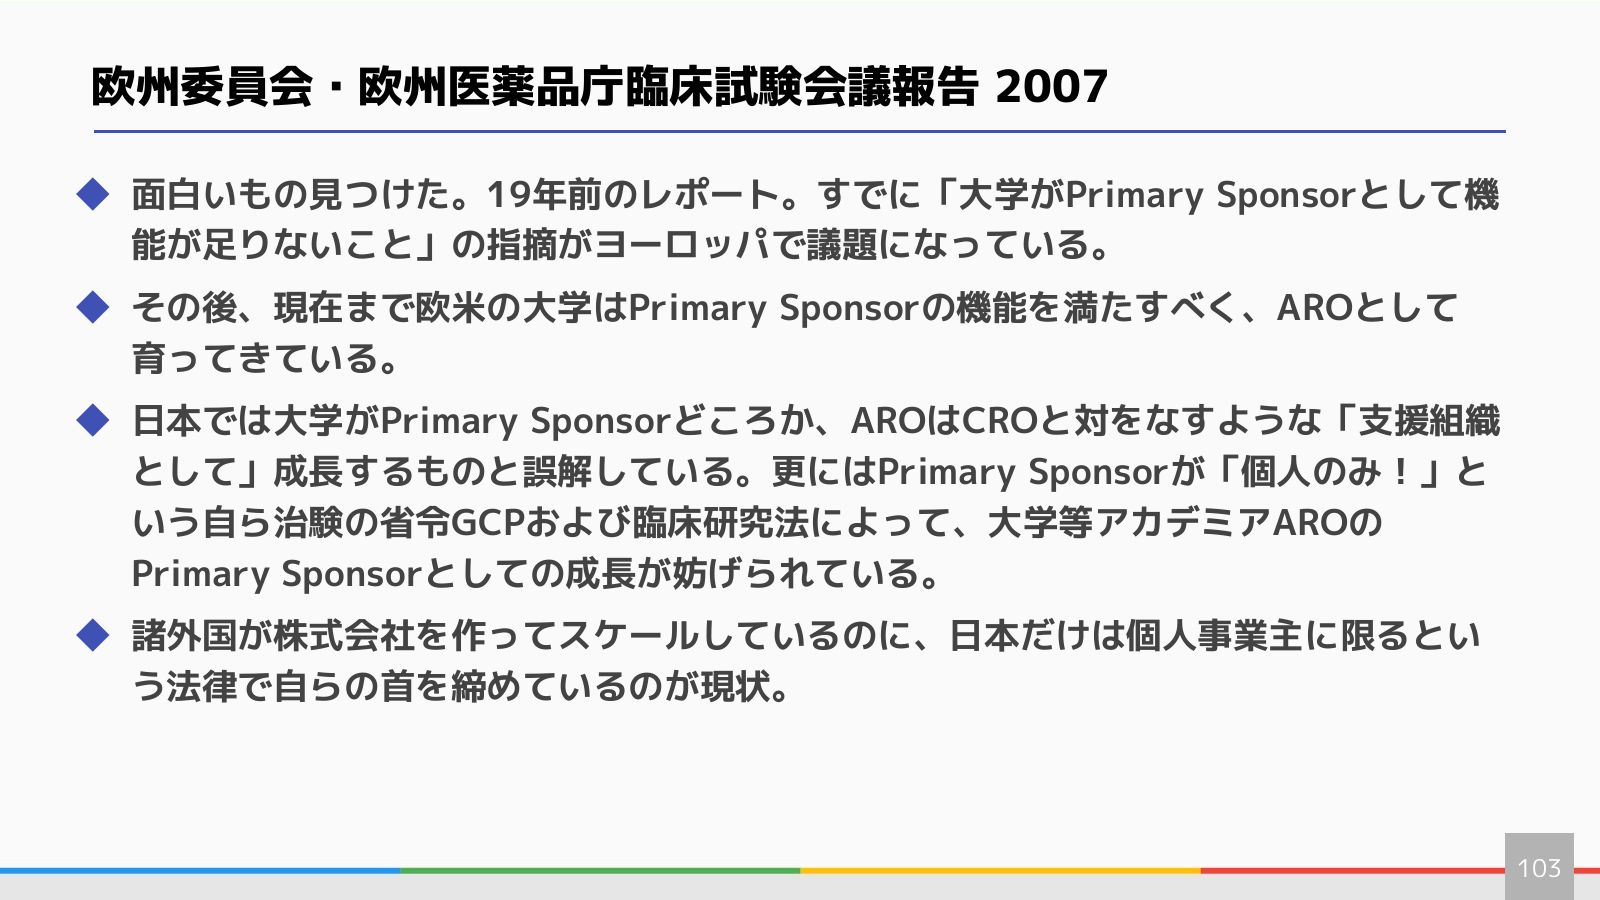 欧州委員会・欧州医薬品庁臨床試験会議報告 2007
面白いもの見つけた。19年前のレポート。すでに「大学がPrimary Sponsorとして機
能が足りないこと」の指摘がヨーロッパで議題になっている。
その後、現在まで欧米の大学はPrimary Sponsorの機能を満たすべく、AROとして
育ってきている。
日本では大学がPrimary Sponsorどころか、AROはCROと対をなすような「支援組織
として」成長するものと誤解している。更にはPrimary Sponsorが「個人のみ！」と
いう自ら治験の省令GCPおよび臨床研究法によって、大学等アカデミアAROの
Primary Sponsorとしての成長が妨げられている。
諸外国が株式会社を作ってスケールしているのに、日本だけは個人事業主に限るとい
う法律で自らの首を締めているのが現状。
103